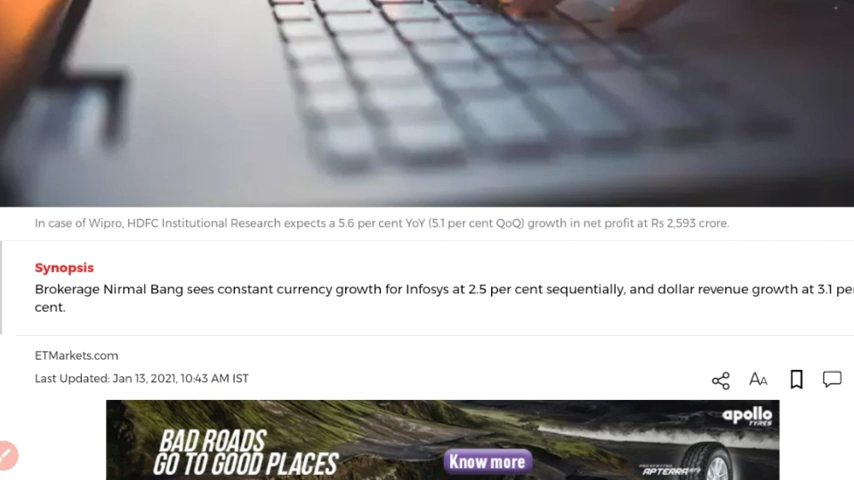 In case of Wipro, HDFC Institutional Research expects a 5.6 per cent YoY (5.1 per cent QoQ) growth in net profit at Rs 2,593 crore.
Synopsis
Brokerage Nirmal Bang sees constant currency growth for Infosys at 2.5 per cent sequentially, and dollar revenue growth at 3.1 per
cent.
ETMarkets.com
Last Updated: Jan 13, 2021, 10:43 AM IST
AA
apollo
TYRES
BAD ROADS
GO TO GOOD PLACES
Know more
PRESENTING
APTERRA